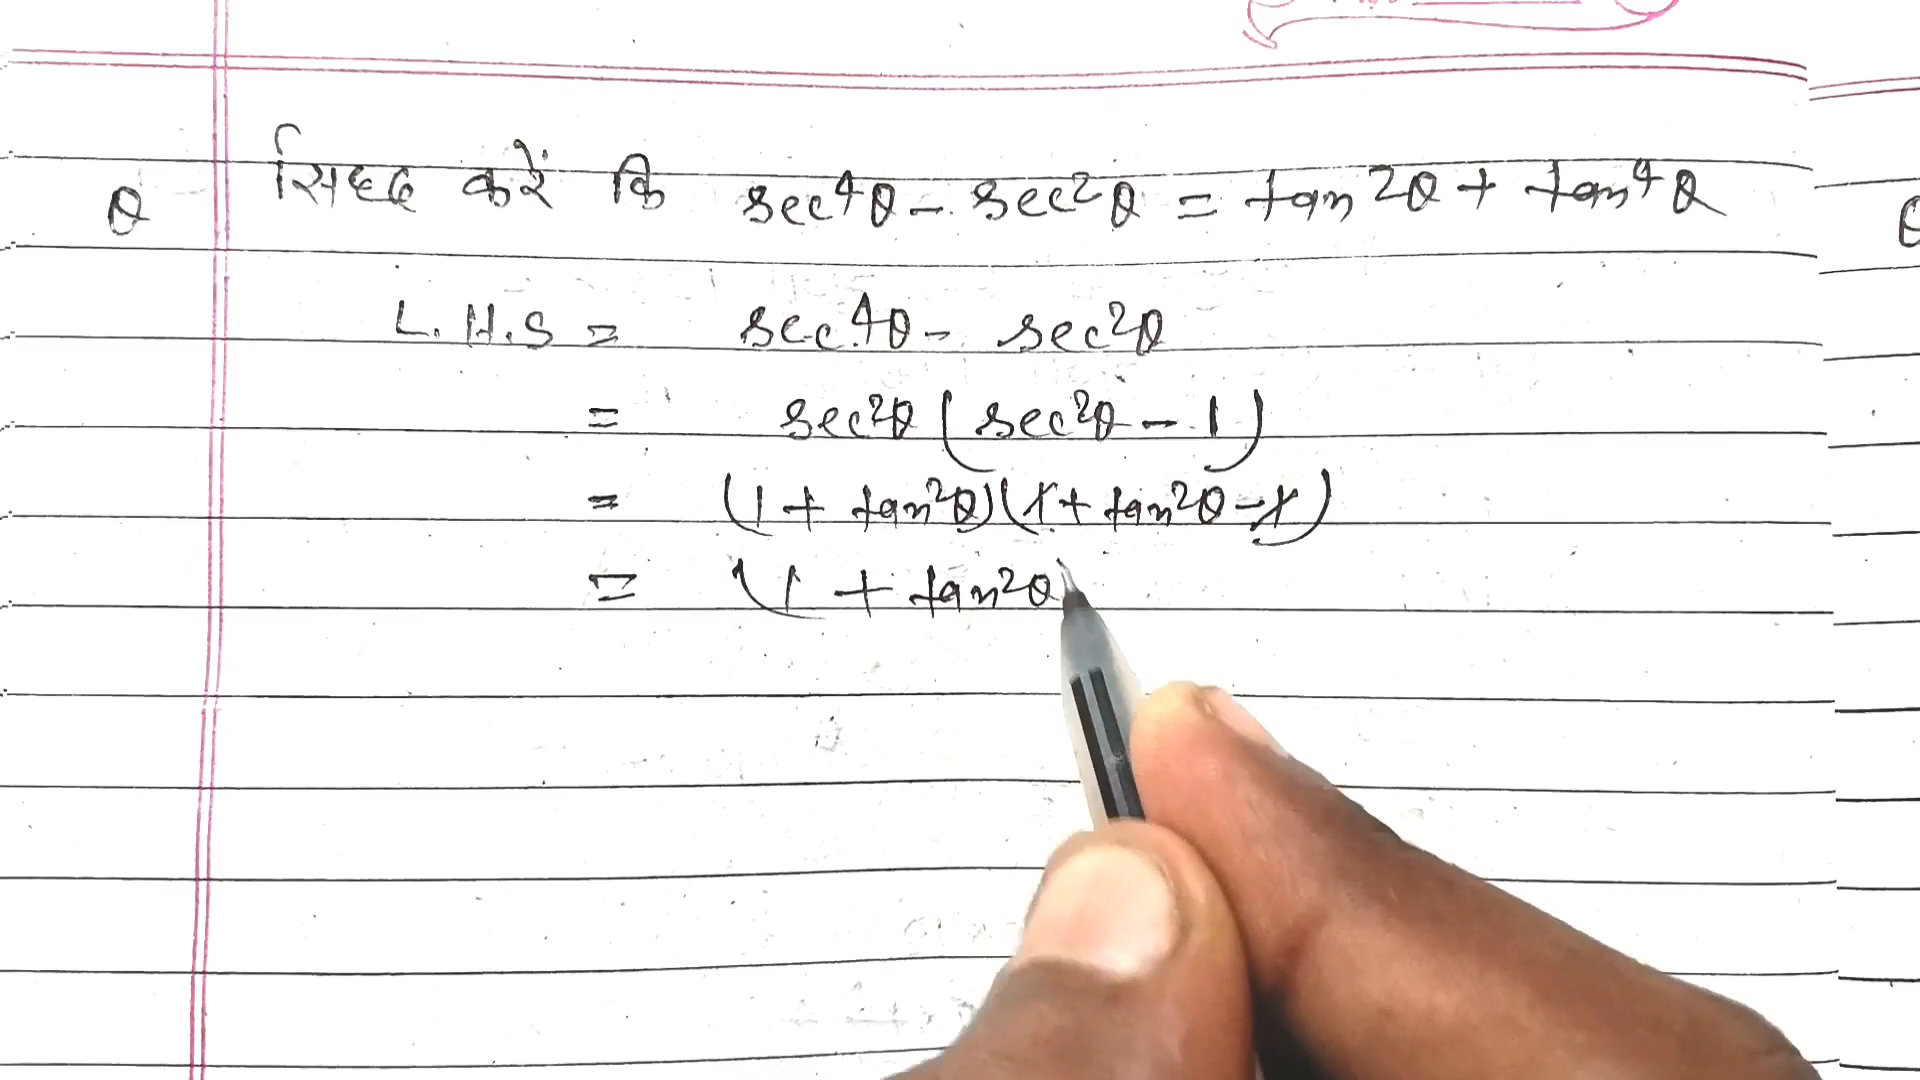 Q सिध्द करें कि sec⁴θ - sec²θ = tan²θ + tan⁴θ
L.H.S = sec⁴θ - sec²θ
= sec²θ (sec²θ - 1)
= (1 + tan²θ)(1 + tan²θ - 1)
= (1 + tan²θ